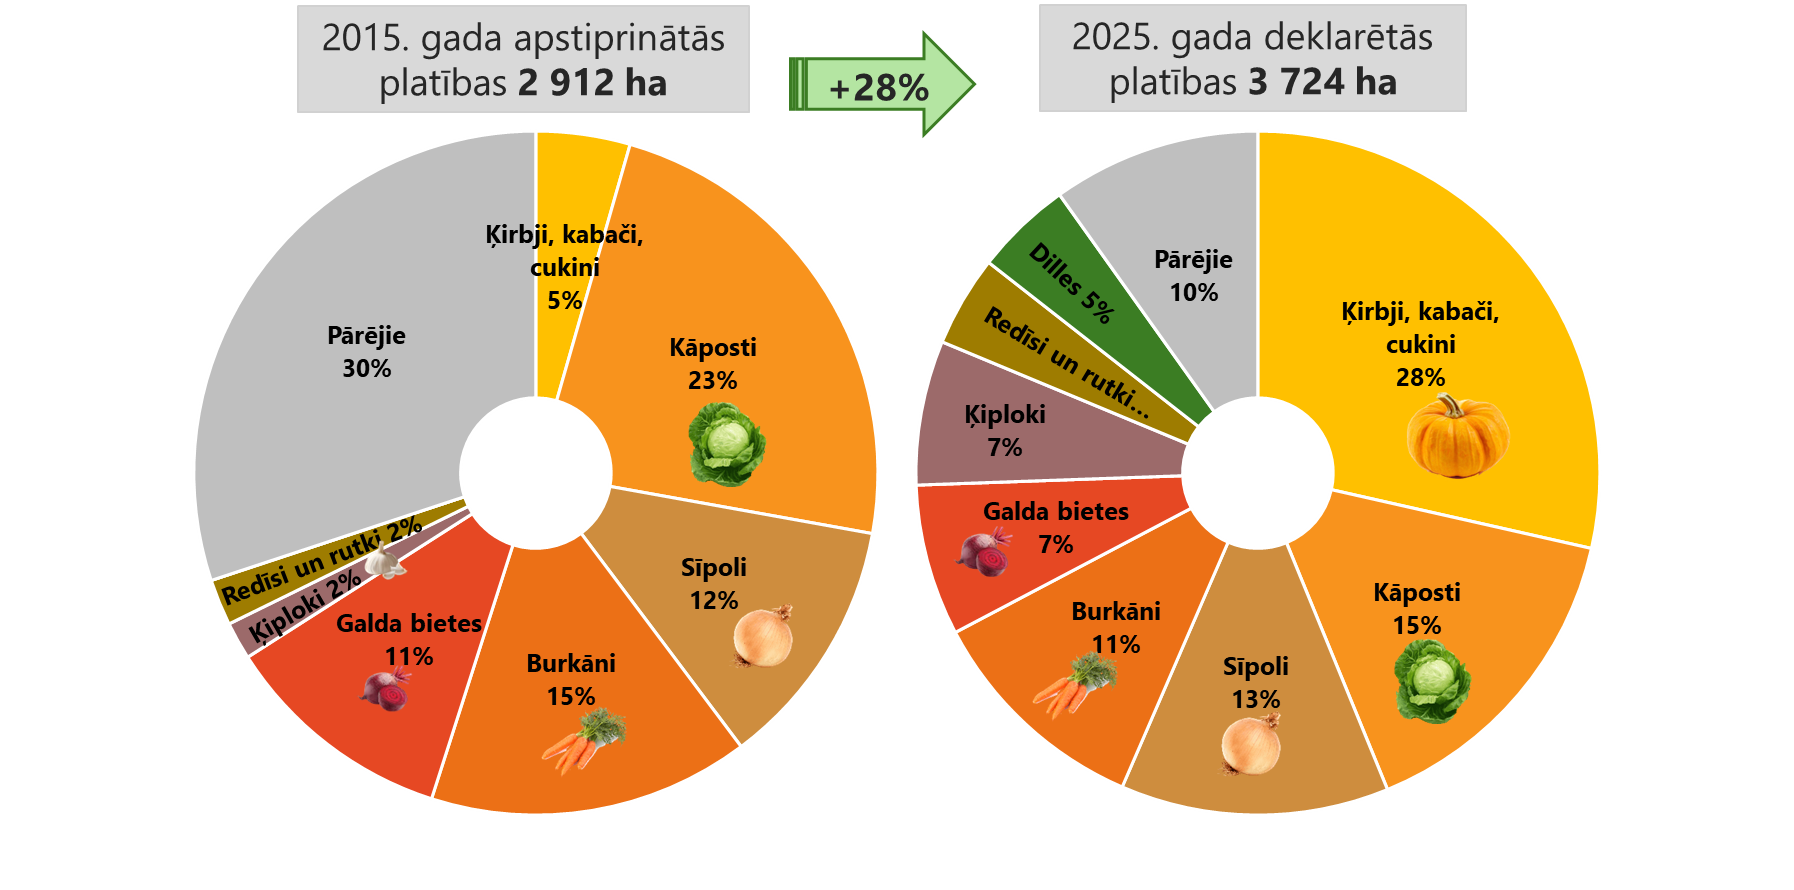 2015. gada apstiprinātās
platības 2 912 ha
+28%
2025. gada deklarētās
platības 3 724 ha
Ķirbji, kabači,
cukini
5%
Kāposti
23%
Sīpoli
12%
Burkāni
15%
Galda bietes
11%
Ķiploki 2%
Redīsi un rutki 2%
Pārējie
30%
Ķirbji, kabači,
cukini
28%
Kāposti
15%
Sīpoli
13%
Burkāni
11%
Galda bietes
7%
Ķiploki
7%
Redīsi un rutki...
Dilles 5%
Pārējie
10%